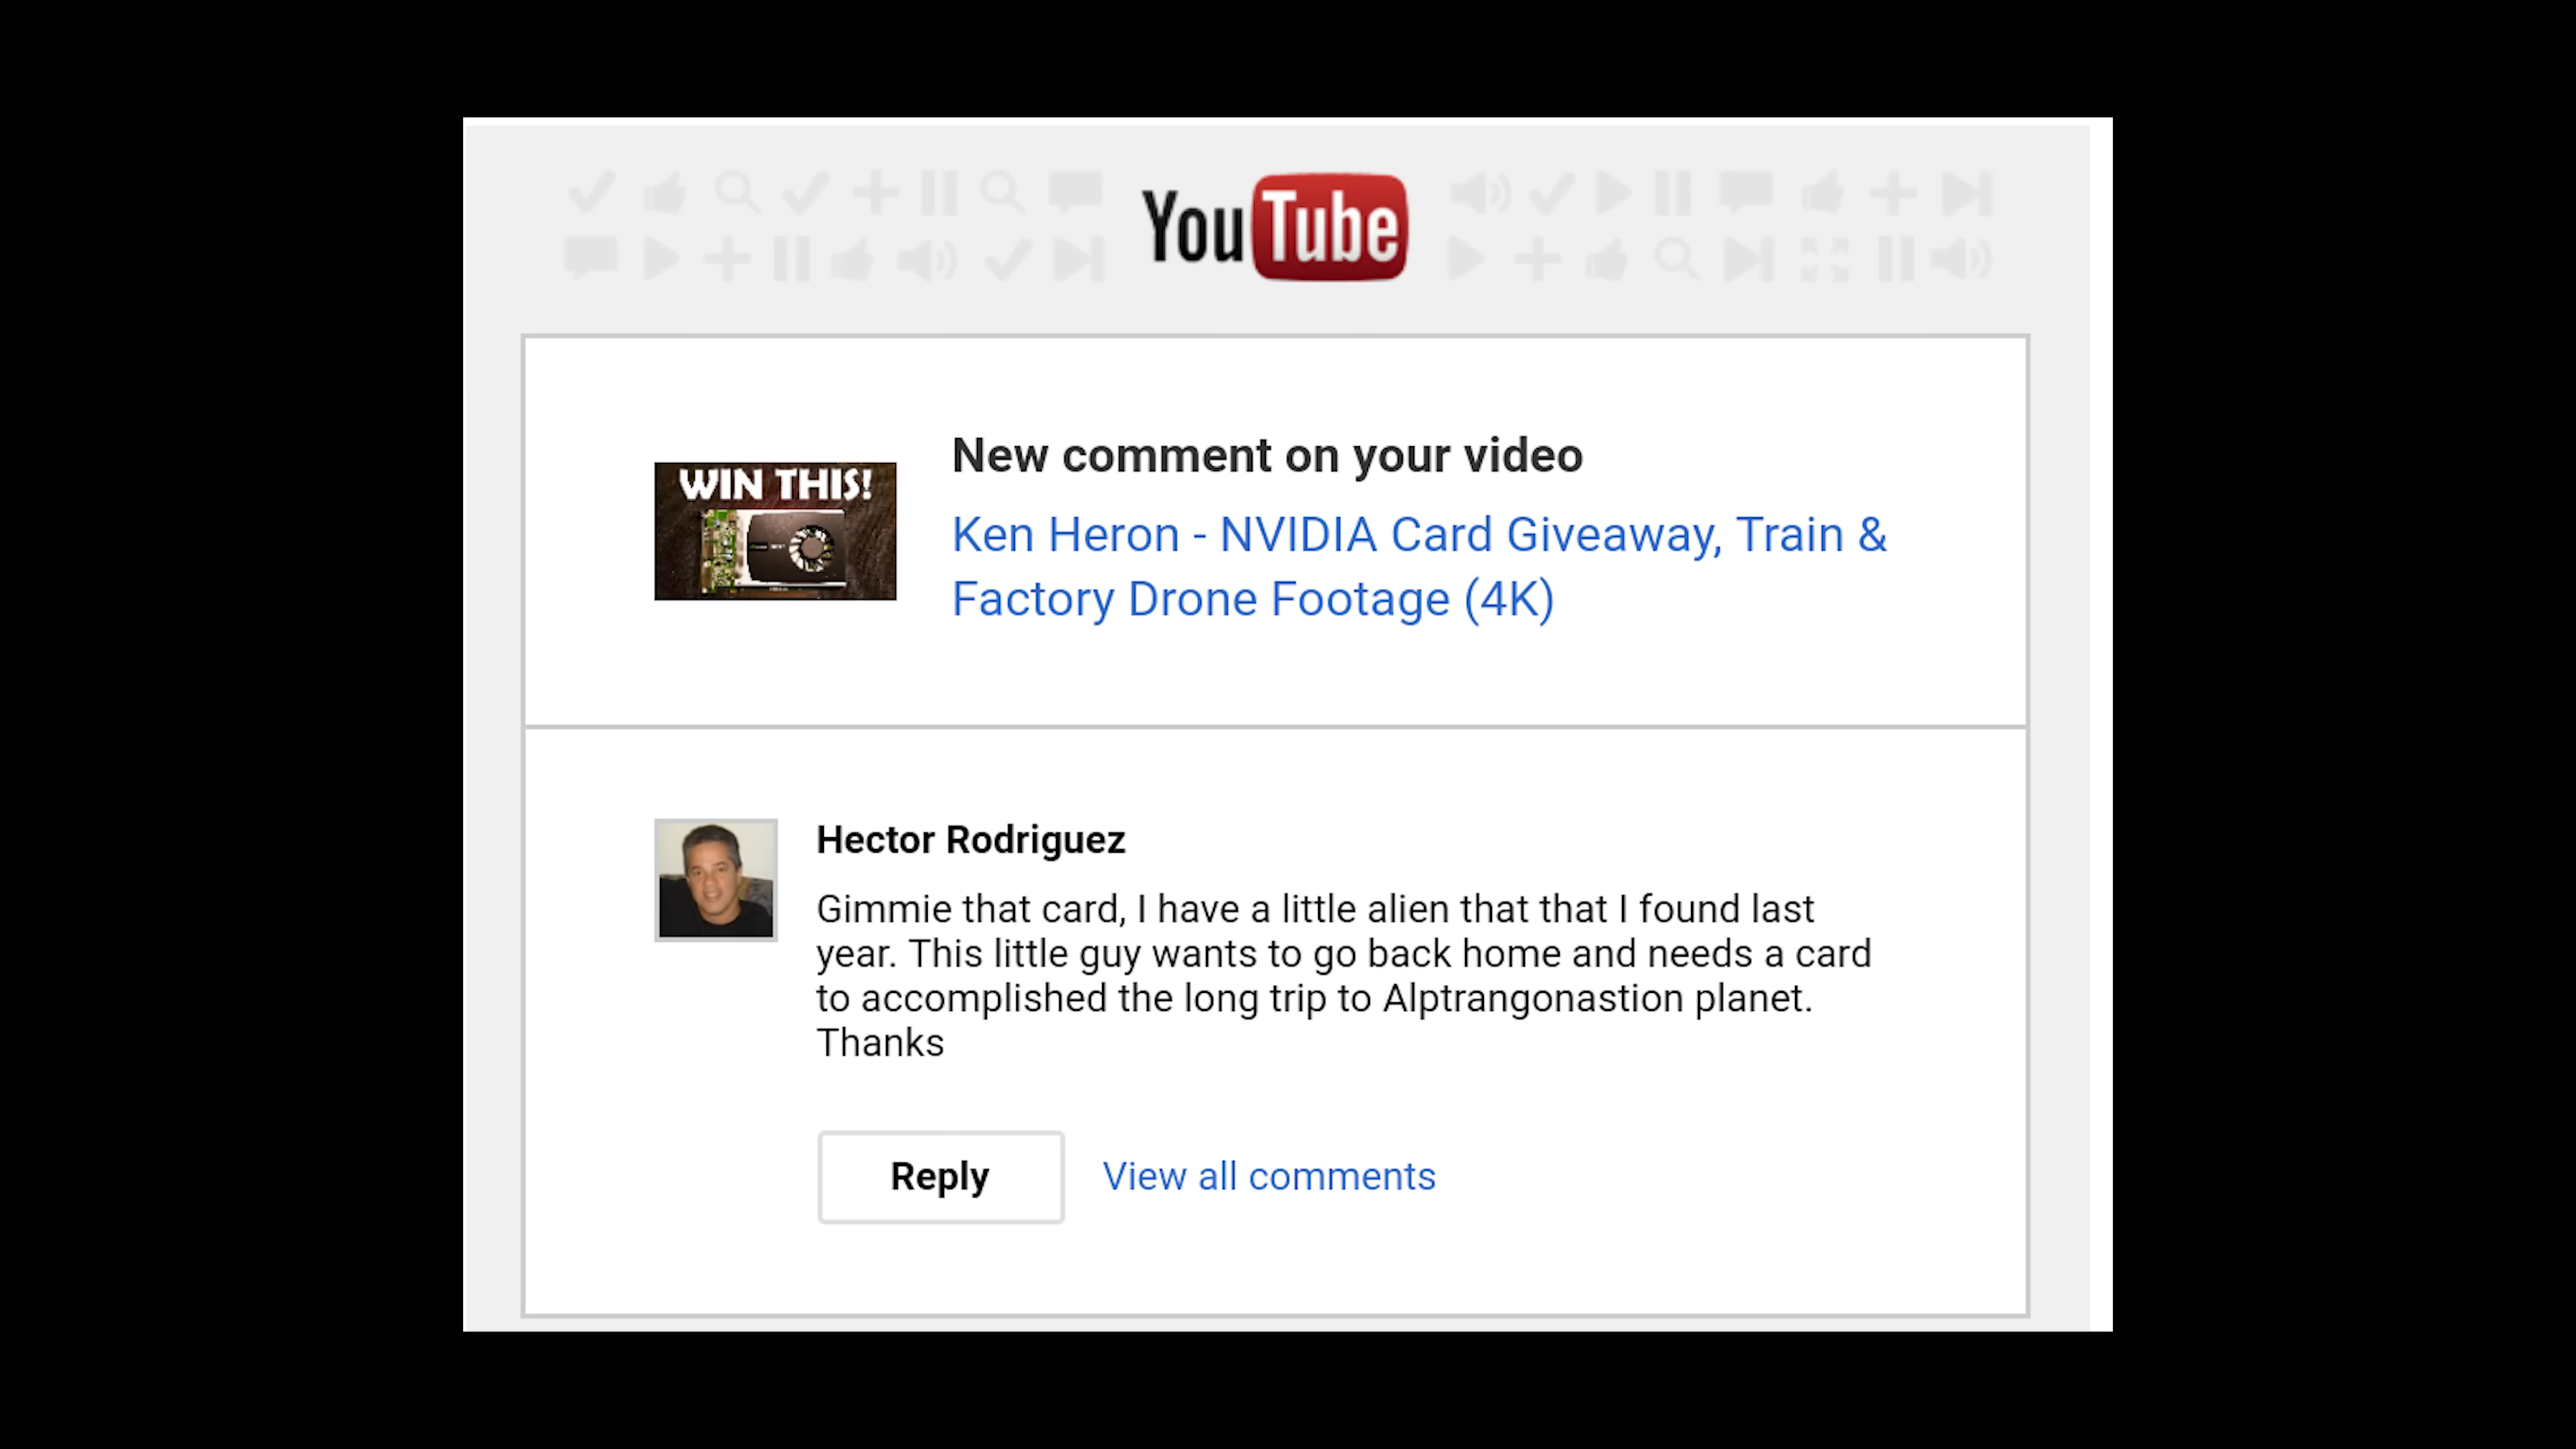 YouTube
WIN THIS!
New comment on your video
Ken Heron - NVIDIA Card Giveaway, Train &
Factory Drone Footage (4K)
Hector Rodriguez
Gimmie that card, I have a little alien that that I found last
year. This little guy wants to go back home and needs a card
to accomplished the long trip to Alptrangonastion planet.
Thanks
Reply
View all comments